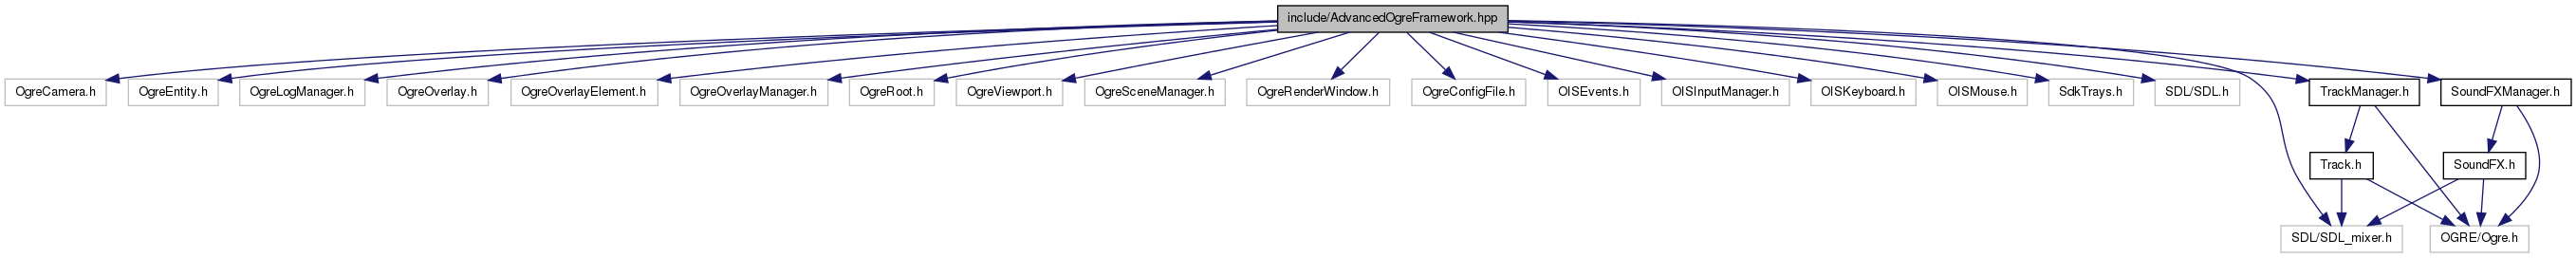 include/AdvancedOgreFramework.hpp
OgreCamera.h
OgreEntity.h
OgreLogManager.h
OgreOverlay.h
OgreOverlayElement.h
OgreOverlayManager.h
OgreRoot.h
OgreViewport.h
OgreSceneManager.h
OgreRenderWindow.h
OgreConfigFile.h
OISEvents.h
OISInputManager.h
OISKeyboard.h
OISMouse.h
SdkTrays.h
SDL/SDL.h
TrackManager.h
SoundFXManager.h
Track.h
SoundFX.h
SDL/SDL_mixer.h
OGRE/Ogre.h